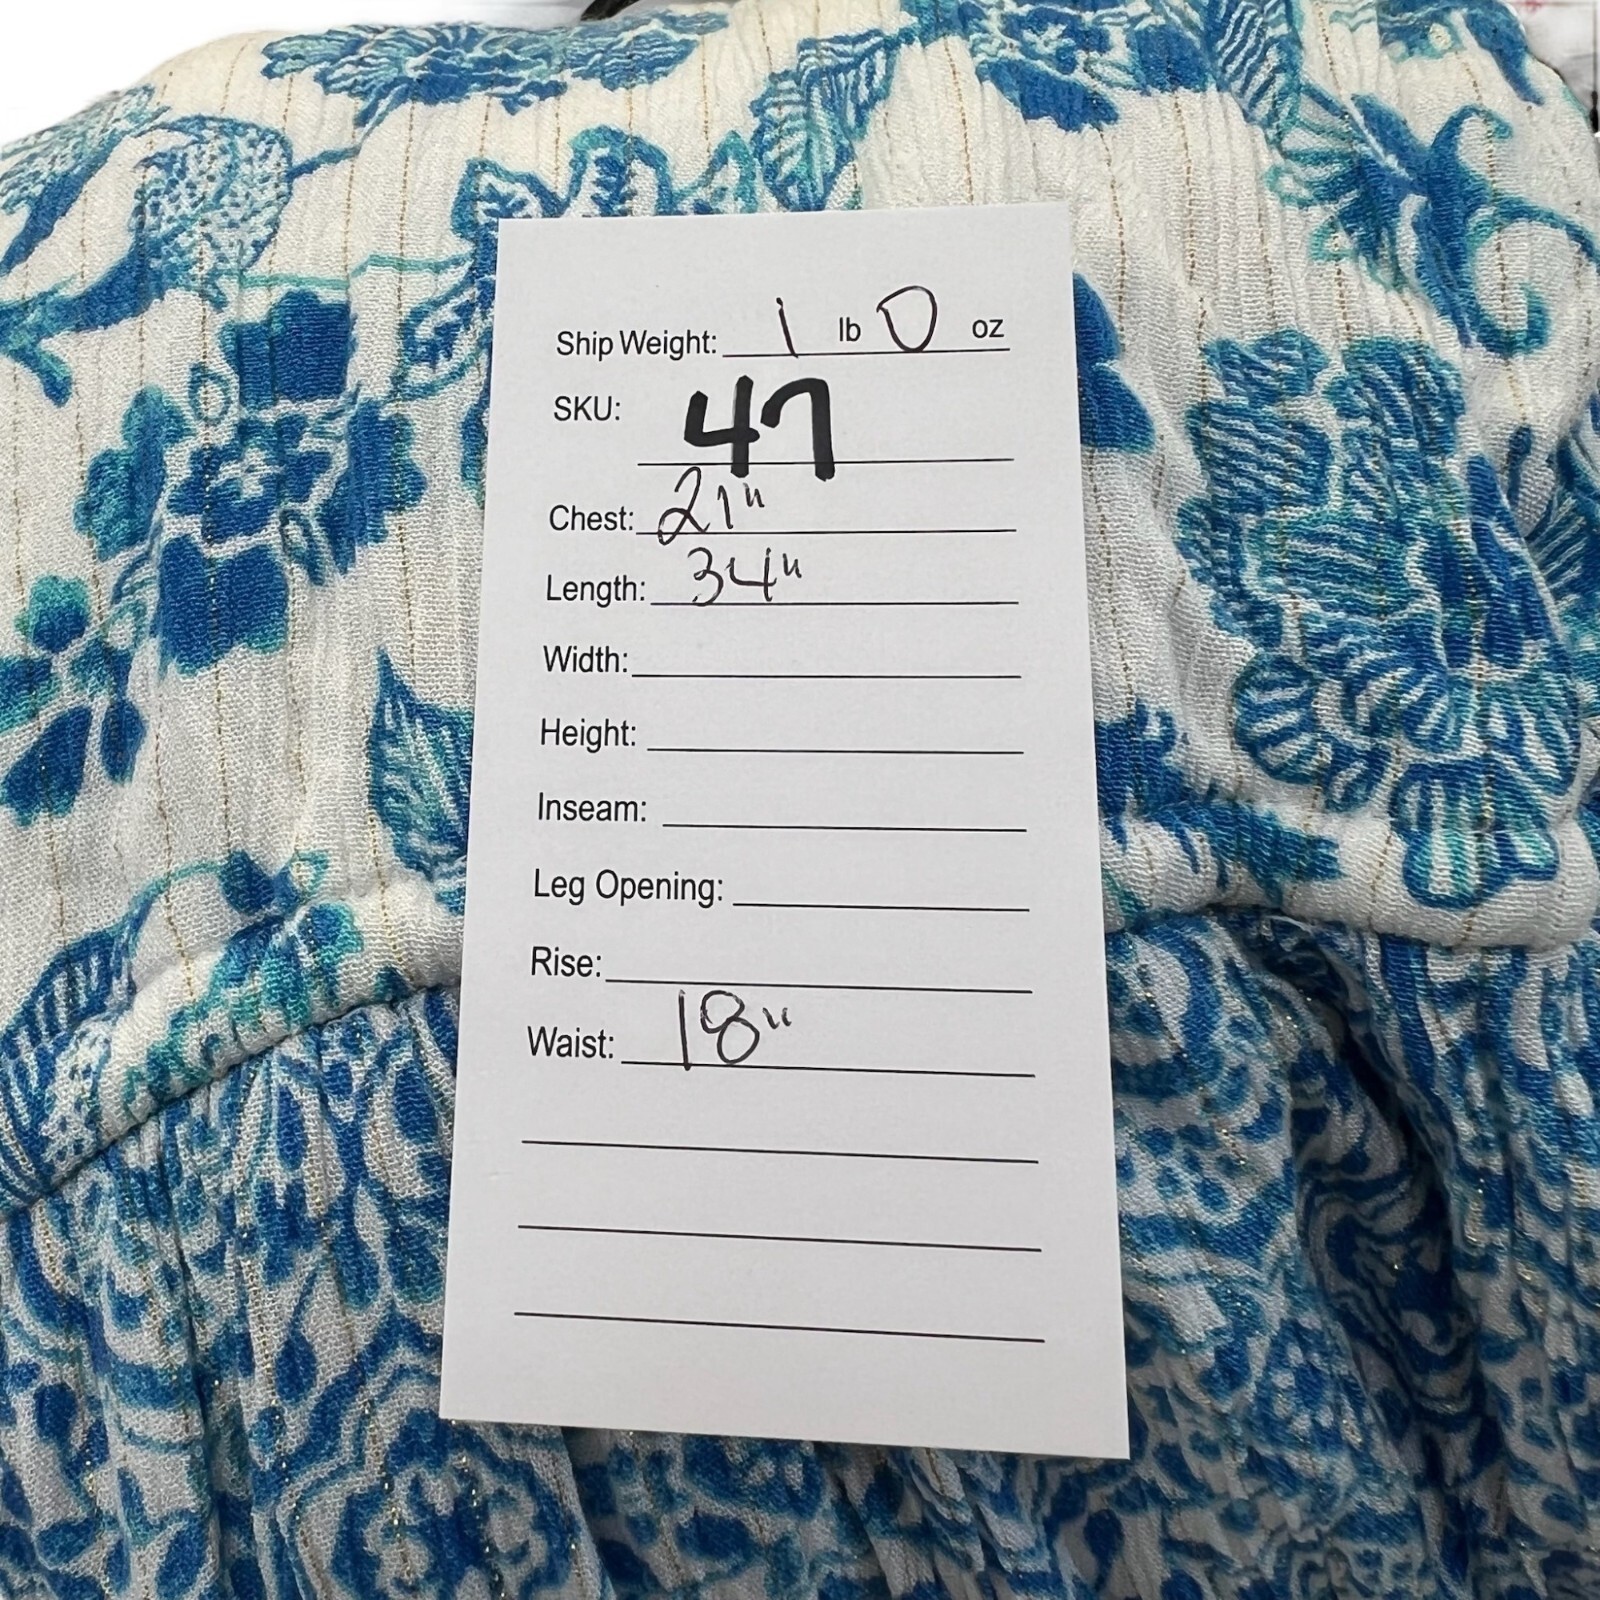 Ship Weight: 1 lb 0 oz
SKU: 47
Chest: 21"
Length: 34"
Width:
Height:
Inseam:
Leg Opening:
Rise:
Waist: 18"